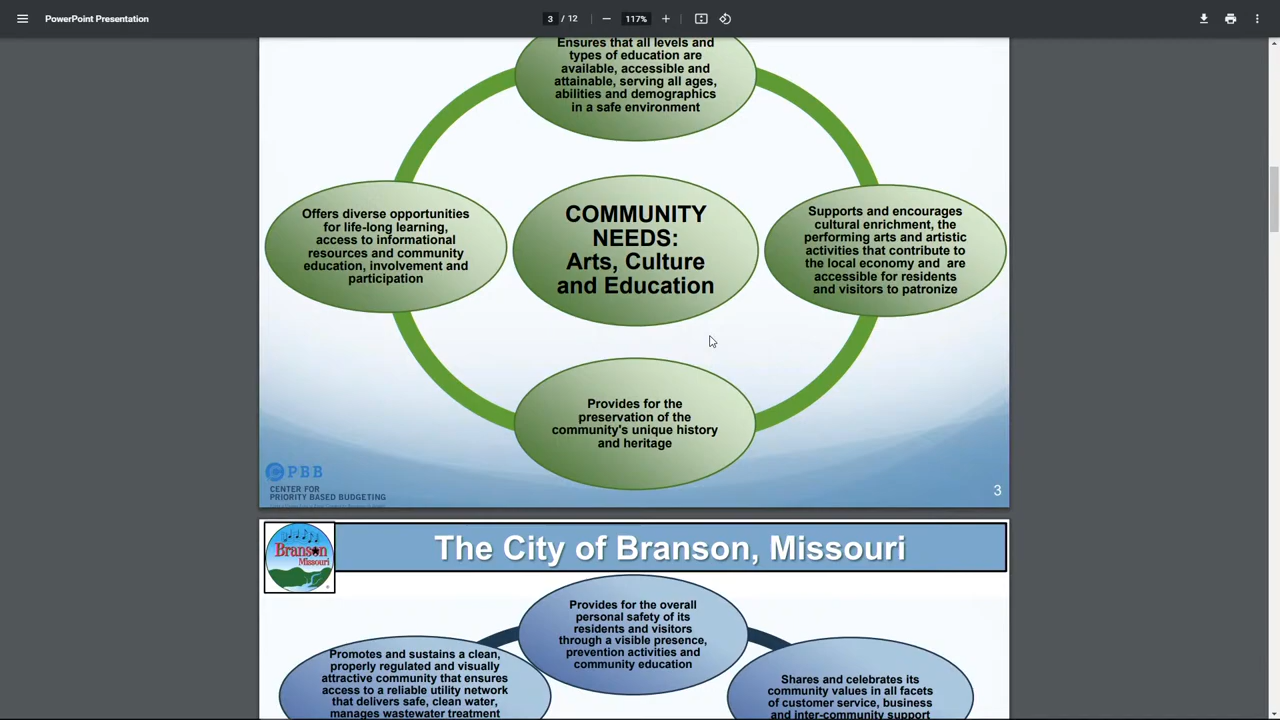 PowerPoint Presentation
3 / 12
117%
Ensures that all levels and
types of education are
available, accessible and
attainable, serving all ages,
abilities and demographics
in a safe environment
Offers diverse opportunities
for life-long learning,
access to informational
resources and community
education, involvement and
participation
COMMUNITY
NEEDS:
Arts, Culture
and Education
Supports and encourages
cultural enrichment, the
performing arts and artistic
activities that contribute to
the local economy and are
accessible for residents
and visitors to patronize
Provides for the
preservation of the
community's unique history
and heritage
CPBB
CENTER FOR
PRIORITY BASED BUDGETING
3
Branson
Missouri
The City of Branson, Missouri
Provides for the overall
personal safety of its
residents and visitors
through a visible presence,
prevention activities and
community education
Promotes and sustains a clean,
properly regulated and visually
attractive community that ensures
access to a reliable utility network
that delivers safe, clean water,
manages wastewater treatment
Shares and celebrates its
community values in all facets
of customer service, business
and inter-community support